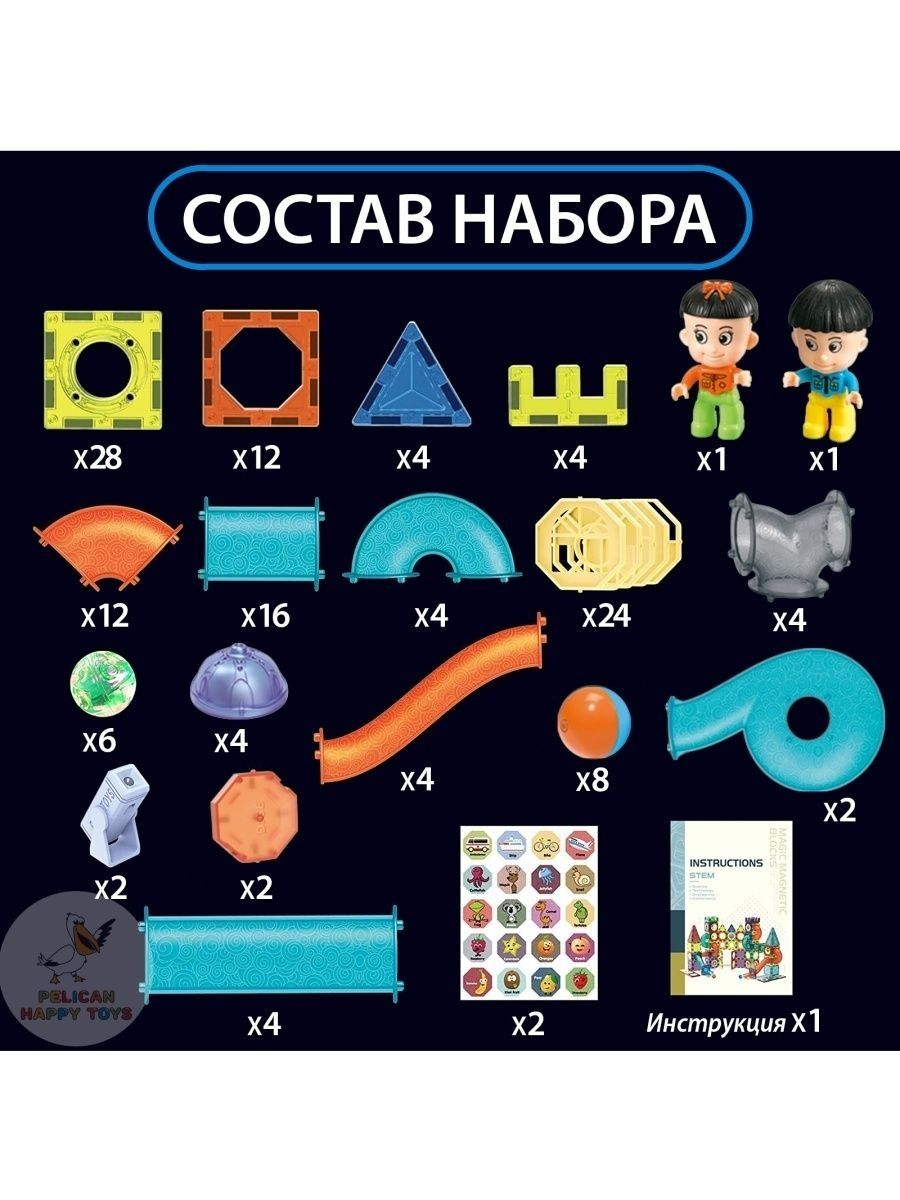 СОСТАВ НАБОРА
x28
x12
x4
x4
x1
x1
x12
x16
x4
x24
x4
x6
x4
x4
x8
x2
x2
x2
INSTRUCTIONS
STEM
MAGIC MAGNETIC
BLOCKS
PELICAN
HAPPY TOYS
x4
x2
Инструкция x1